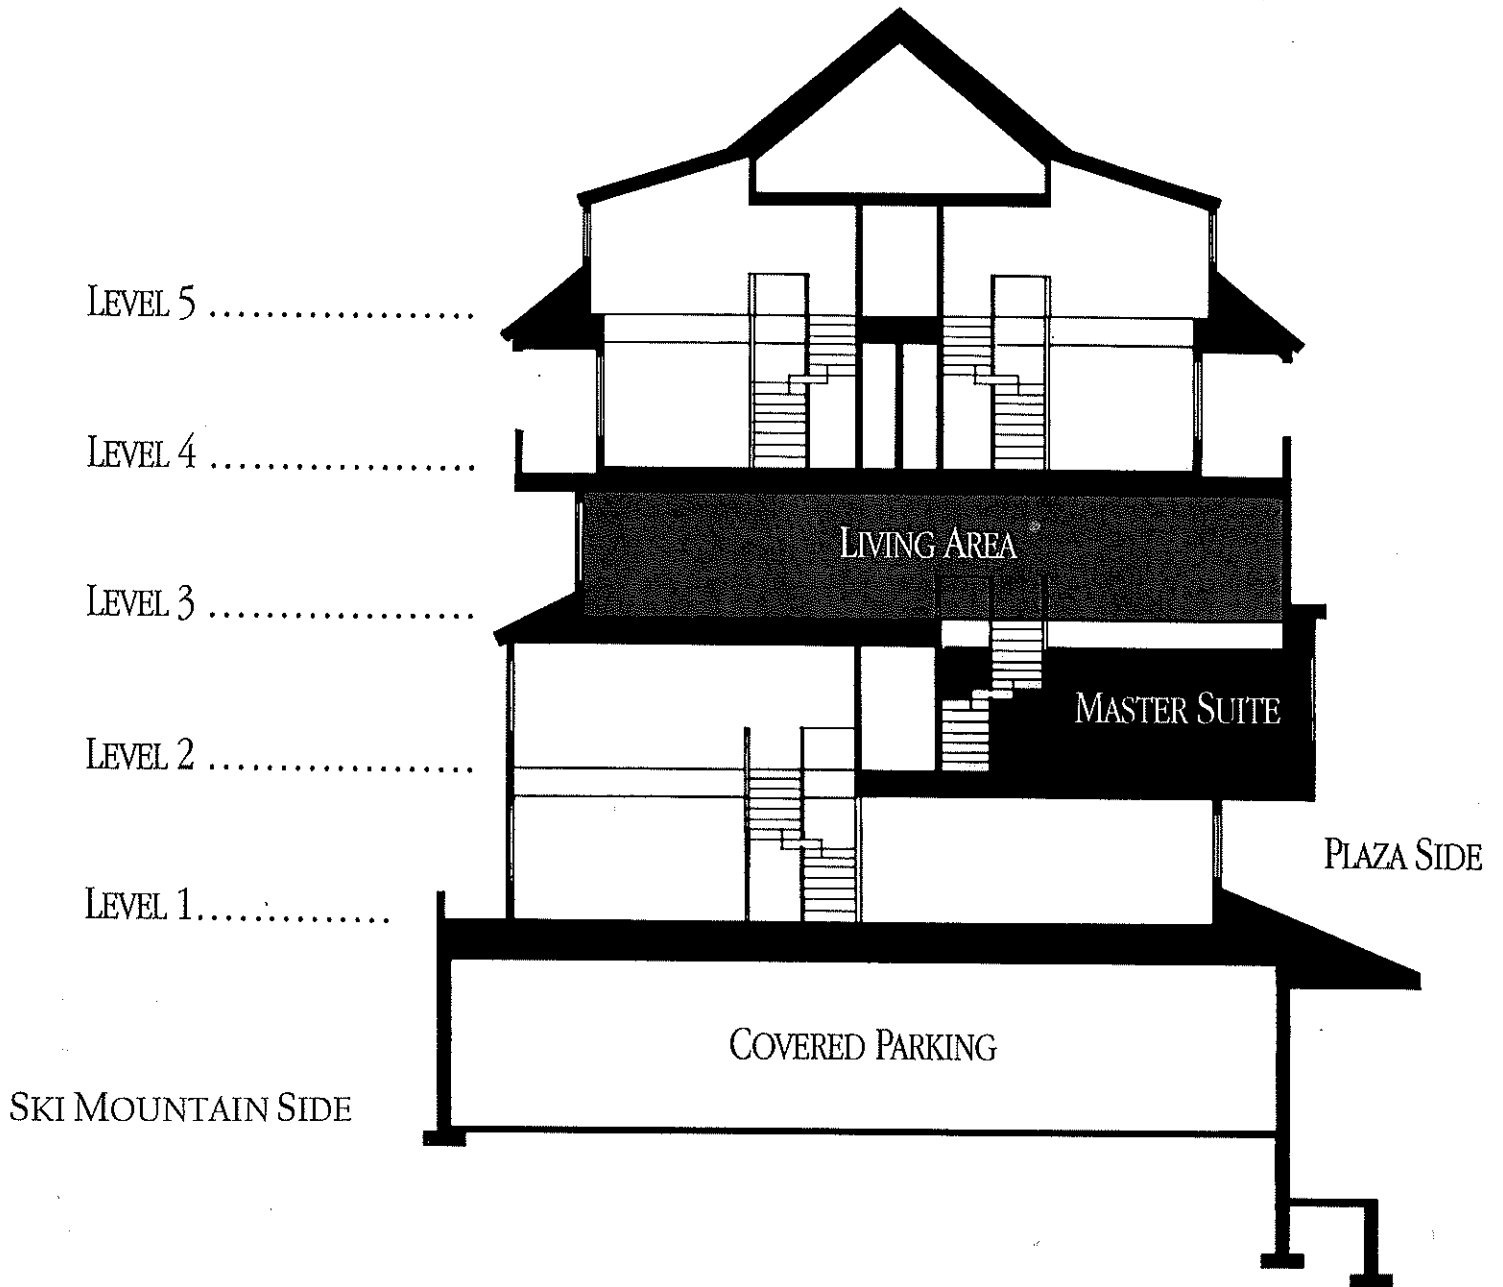 LEVEL 5 ...................
LEVEL 4 ...................
LIVING AREA
LEVEL 3 ...................
MASTER SUITE
LEVEL 2 ...................
PLAZA SIDE
LEVEL 1..............
COVERED PARKING
SKI MOUNTAIN SIDE